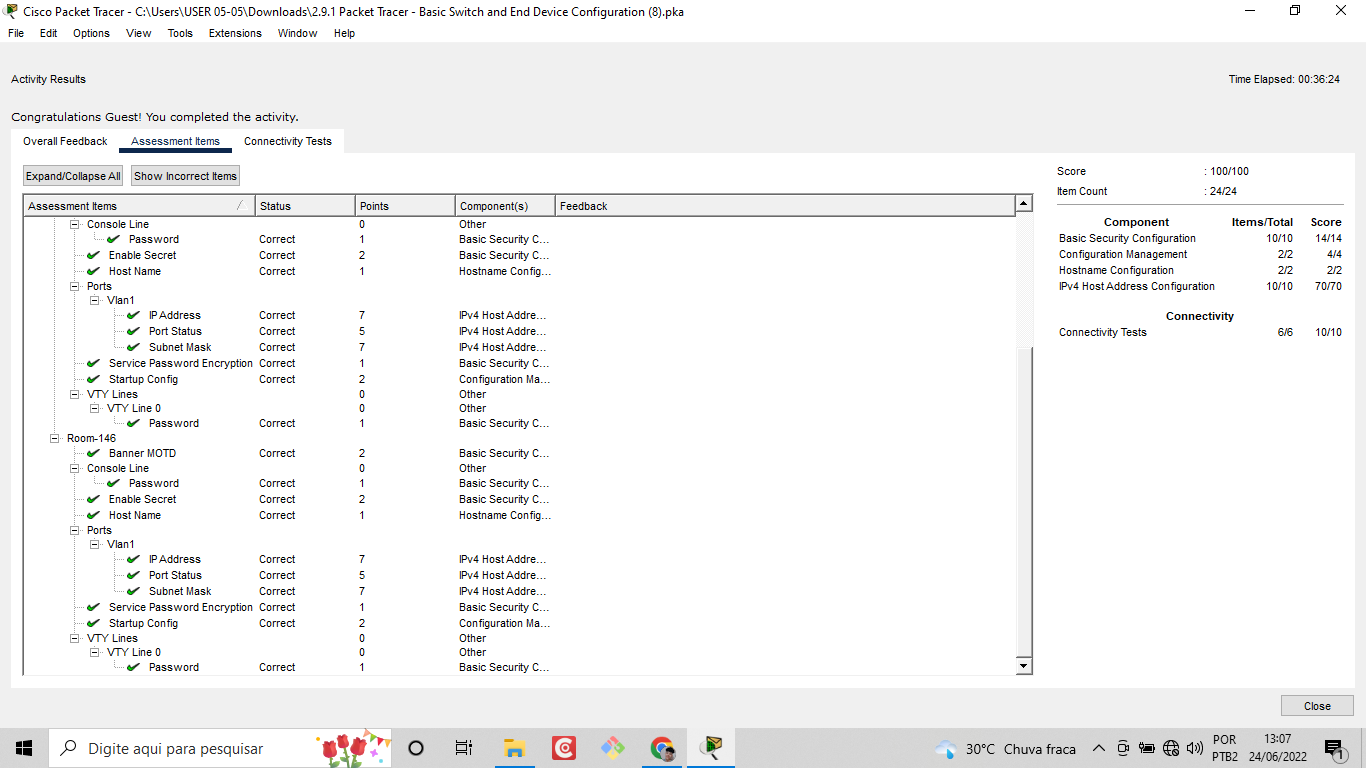 Cisco Packet Tracer - C:\Users\USER 05-05\Downloads\2.9.1 Packet Tracer - Basic Switch and End Device Configuration (8).pka
File Edit Options View Tools Extensions Window Help
Activity Results
Time Elapsed: 00:36:24
Congratulations Guest! You completed the activity.
Overall Feedback Assessment Items Connectivity Tests
Expand/Collapse All Show Incorrect Items
Assessment Items Status Points Component(s) Feedback
Console Line 0 Other
Password Correct 1 Basic Security C...
Enable Secret Correct 2 Basic Security C...
Host Name Correct 1 Hostname Config...
Ports
Vlan1
IP Address Correct 7 IPv4 Host Addre...
Port Status Correct 5 IPv4 Host Addre...
Subnet Mask Correct 7 IPv4 Host Addre...
Service Password Encryption Correct 1 Basic Security C...
Startup Config Correct 2 Configuration Ma...
VTY Lines 0 Other
VTY Line 0 0 Other
Password Correct 1 Basic Security C...
Room-146
Banner MOTD Correct 2 Basic Security C...
Console Line 0 Other
Password Correct 1 Basic Security C...
Enable Secret Correct 2 Basic Security C...
Host Name Correct 1 Hostname Config...
Ports
Vlan1
IP Address Correct 7 IPv4 Host Addre...
Port Status Correct 5 IPv4 Host Addre...
Subnet Mask Correct 7 IPv4 Host Addre...
Service Password Encryption Correct 1 Basic Security C...
Startup Config Correct 2 Configuration Ma...
VTY Lines 0 Other
VTY Line 0 0 Other
Password Correct 1 Basic Security C...
Score : 100/100
Item Count : 24/24
Component Items/Total Score
Basic Security Configuration 10/10 14/14
Configuration Management 2/2 4/4
Hostname Configuration 2/2 2/2
IPv4 Host Address Configuration 10/10 70/70
Connectivity
Connectivity Tests 6/6 10/10
Close
Digite aqui para pesquisar
30°C Chuva fraca
POR
PTB2
13:07
24/06/2022
1